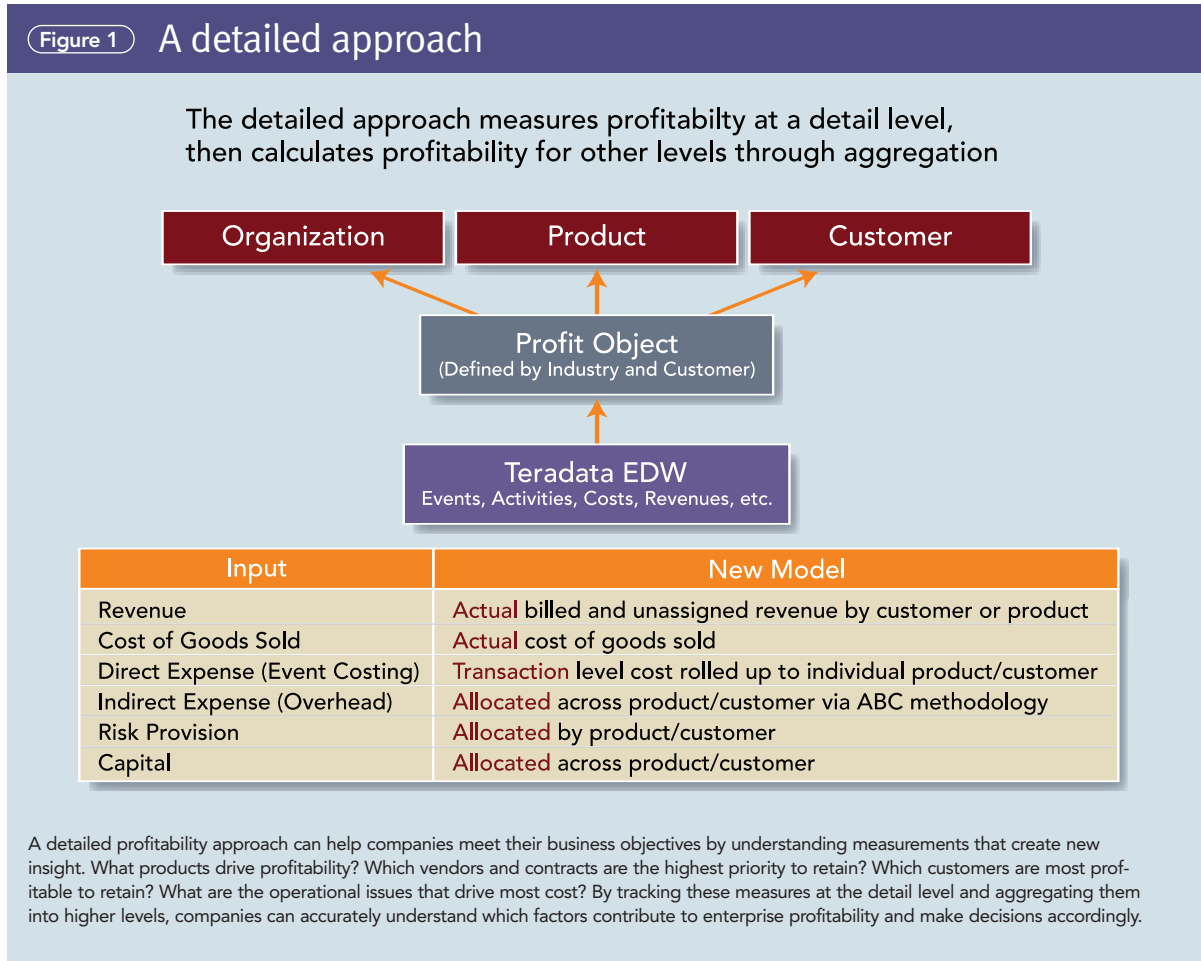 Figure 1 A detailed approach
The detailed approach measures profitabilty at a detail level,
then calculates profitability for other levels through aggregation
Organization Product Customer
Profit Object
(Defined by Industry and Customer)
Teradata EDW
Events, Activities, Costs, Revenues, etc.
Input New Model
Revenue Actual billed and unassigned revenue by customer or product
Cost of Goods Sold Actual cost of goods sold
Direct Expense (Event Costing) Transaction level cost rolled up to individual product/customer
Indirect Expense (Overhead) Allocated across product/customer via ABC methodology
Risk Provision Allocated by product/customer
Capital Allocated across product/customer
A detailed profitability approach can help companies meet their business objectives by understanding measurements that create new
insight. What products drive profitability? Which vendors and contracts are the highest priority to retain? Which customers are most prof-
itable to retain? What are the operational issues that drive most cost? By tracking these measures at the detail level and aggregating them
into higher levels, companies can accurately understand which factors contribute to enterprise profitability and make decisions accordingly.